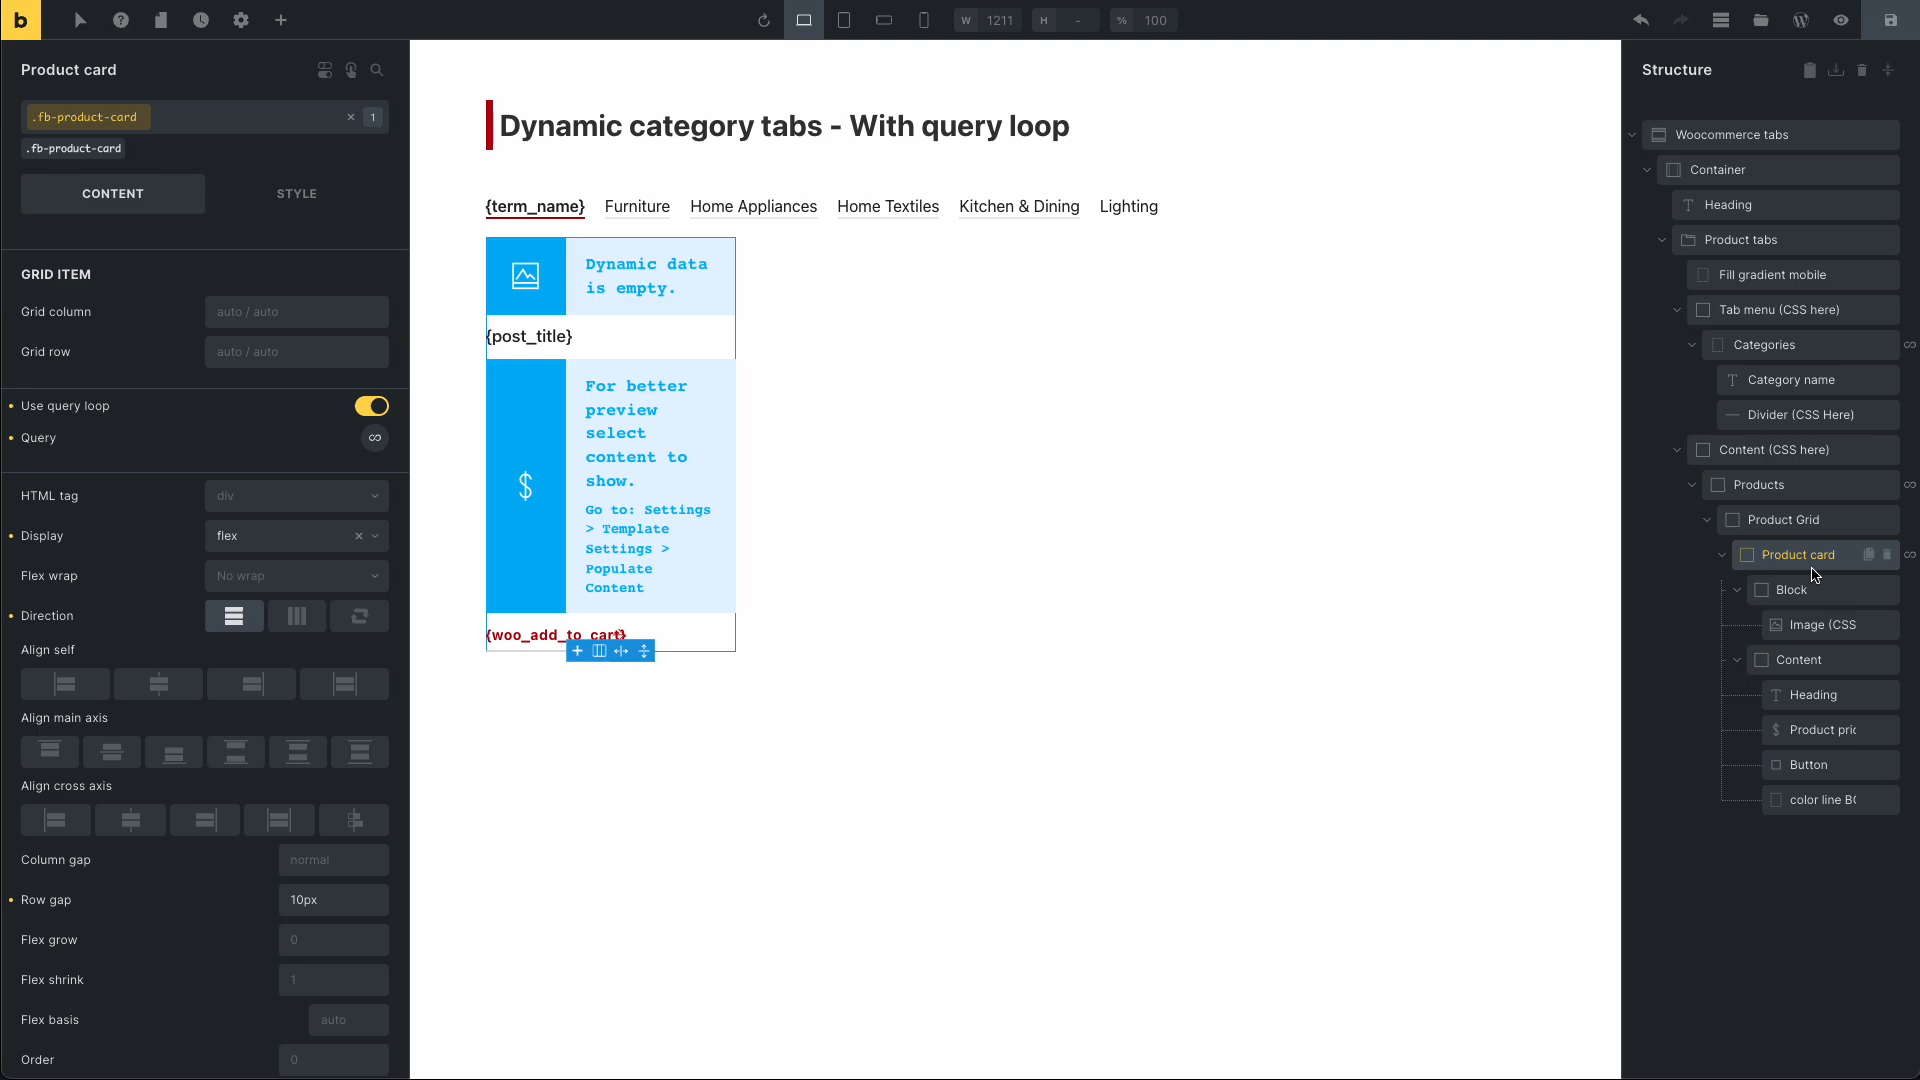 b
W 1211 H - % 100
Product card
.fb-product-card × 1
.fb-product-card
CONTENT STYLE
GRID ITEM
Grid column auto / auto
Grid row auto / auto
Use query loop
Query
HTML tag div
Display flex
Flex wrap No wrap
Direction
Align self
Align main axis
Align cross axis
Column gap normal
Row gap 10px
Flex grow 0
Flex shrink 1
Flex basis auto
Order 0
Dynamic category tabs - With query loop
{term_name} Furniture Home Appliances Home Textiles Kitchen & Dining Lighting
Dynamic data
is empty.
{post_title}
For better
preview
select
content to
show.
Go to: Settings
> Template
Settings >
Populate
Content
{woo_add_to_cart}
Structure
Woocommerce tabs
Container
Heading
Product tabs
Fill gradient mobile
Tab menu (CSS here)
Categories
Category name
Divider (CSS Here)
Content (CSS here)
Products
Product Grid
Product card
Block
Image (CSS
Content
Heading
Product pric
Button
color line BO